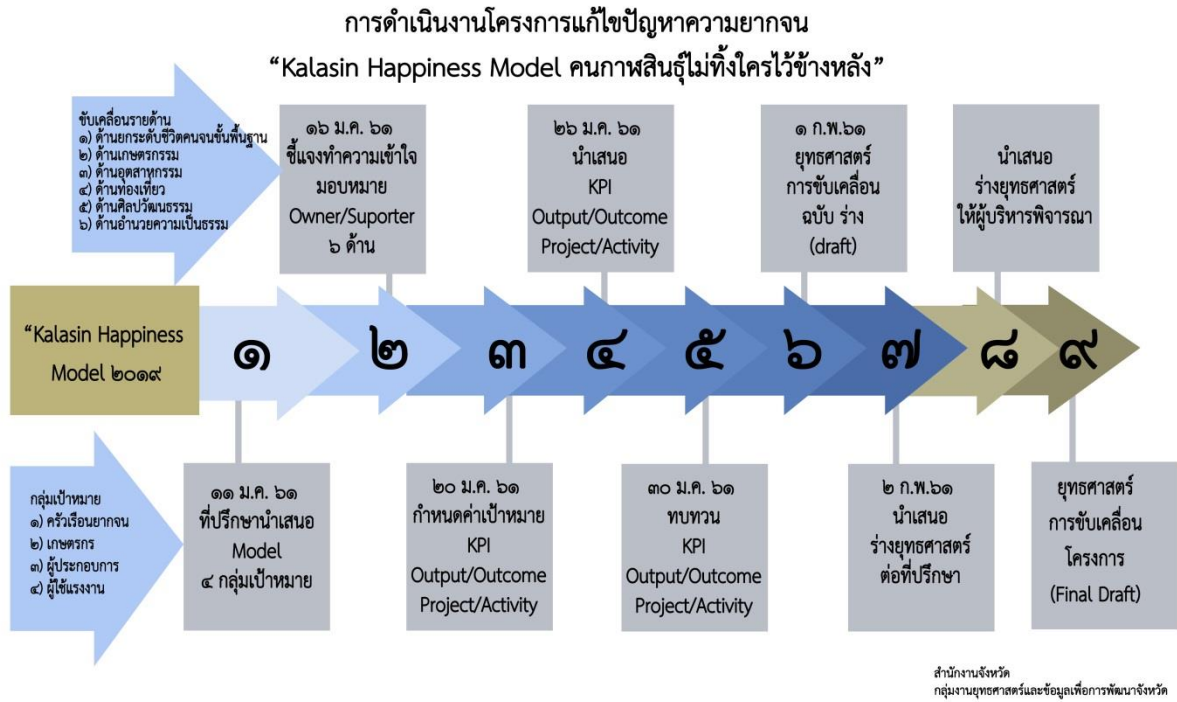 การดำเนินงานโครงการแก้ไขปัญหาความยากจน
“Kalasin Happiness Model คนกาฬสินธุ์ไม่ทิ้งใครไว้ข้างหลัง”
ขับเคลื่อนรายด้าน
๑) ด้านยกระดับชีวิตคนจนขั้นพื้นฐาน
๒) ด้านเกษตรกรรม
๓) ด้านอุตสาหกรรม
๔) ด้านท่องเที่ยว
๕) ด้านศิลปวัฒนธรรม
๖) ด้านอำนวยความเป็นธรรม
๑๖ ม.ค. ๖๑
ชี้แจงทำความเข้าใจ
มอบหมาย
Owner/Suporter
๖ ด้าน
๒๖ ม.ค. ๖๑
นำเสนอ
KPI
Output/Outcome
Project/Activity
๑ ก.พ.๖๑
ยุทธศาสตร์
การขับเคลื่อน
ฉบับ ร่าง
(draft)
นำเสนอ
ร่างยุทธศาสตร์
ให้ผู้บริหารพิจารณา
“Kalasin Happiness
Model ๒๐๑๙
๑ ๒ ๓ ๔ ๕ ๖ ๗ ๘ ๙
กลุ่มเป้าหมาย
๑) ครัวเรือนยากจน
๒) เกษตรกร
๓) ผู้ประกอบการ
๔) ผู้ใช้แรงงาน
๑๑ ม.ค. ๖๑
ที่ปรึกษานำเสนอ
Model
๔ กลุ่มเป้าหมาย
๒๐ ม.ค. ๖๑
กำหนดค่าเป้าหมาย
KPI
Output/Outcome
Project/Activity
๓๐ ม.ค. ๖๑
ทบทวน
KPI
Output/Outcome
Project/Activity
๒ ก.พ.๖๑
นำเสนอ
ร่างยุทธศาสตร์
ต่อที่ปรึกษา
ยุทธศาสตร์
การขับเคลื่อน
โครงการ
(Final Draft)
สำนักงานจังหวัด
กลุ่มงานยุทธศาสตร์และข้อมูลเพื่อการพัฒนาจังหวัด